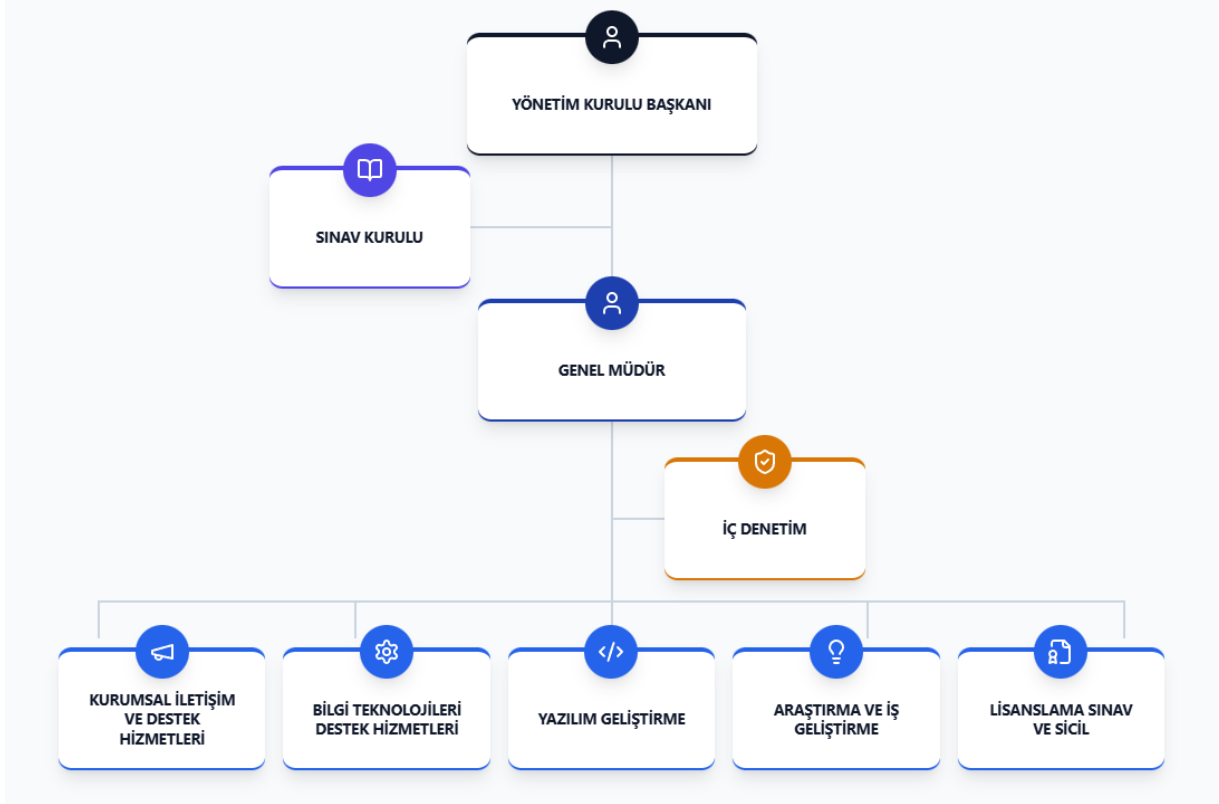 YÖNETİM KURULU BAŞKANI
SINAV KURULU
GENEL MÜDÜR
İÇ DENETİM
KURUMSAL İLETİŞİM
VE DESTEK
HİZMETLERİ
BİLGİ TEKNOLOJİLERİ
DESTEK HİZMETLERİ
YAZILIM GELİŞTİRME
ARAŞTIRMA VE İŞ
GELİŞTİRME
LİSANSLAMA SINAV
VE SİCİL